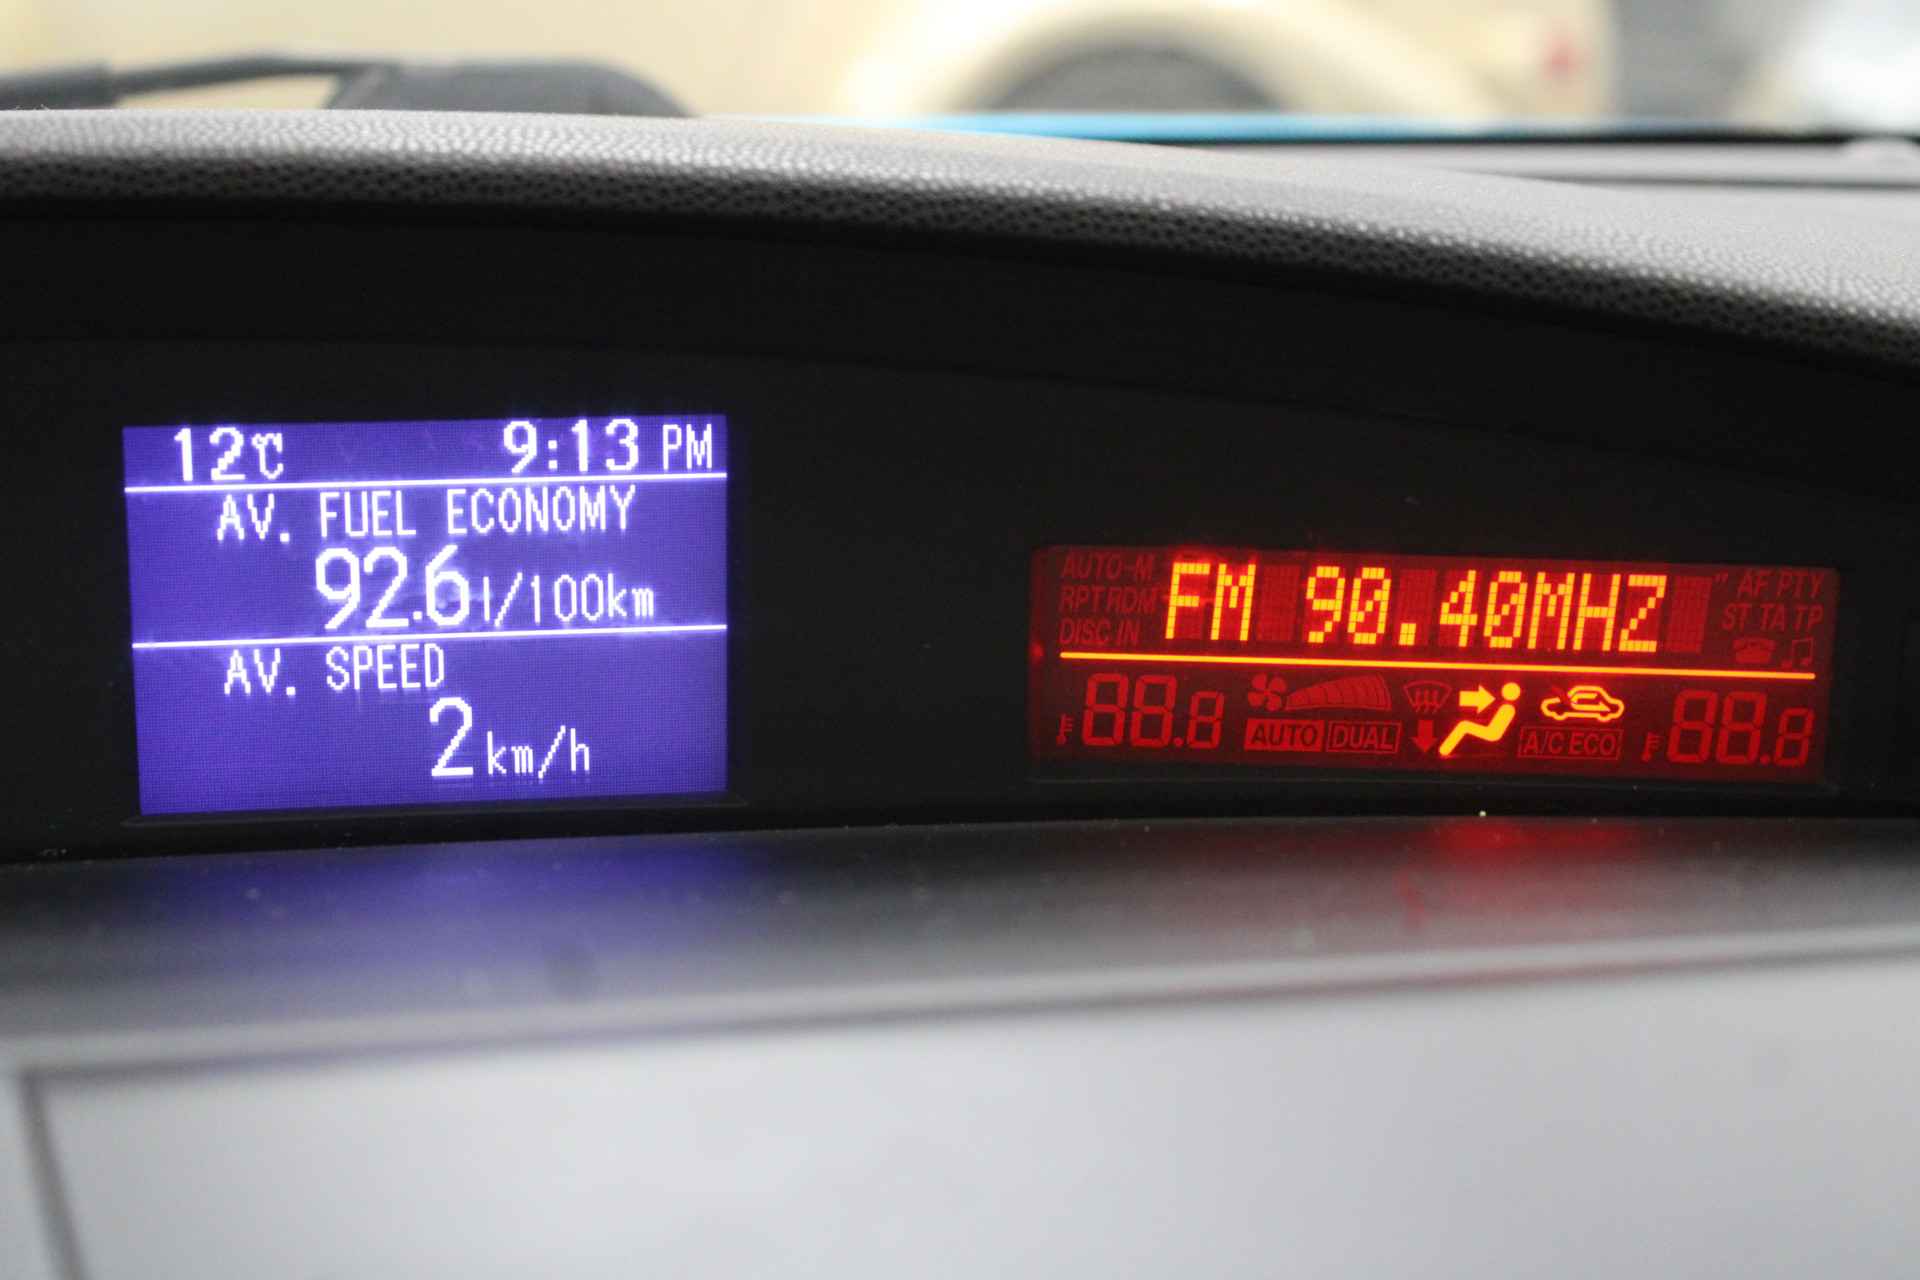 12℃ 9:13 PM
AV. FUEL ECONOMY
92.6 l/100km
AV. SPEED
2 km/h
AUTO-M
RPT RDM
DISC IN
FM 90.40MHZ
" AF PTY
ST TA TP
88.8
AUTO DUAL
A/C ECO
88.8